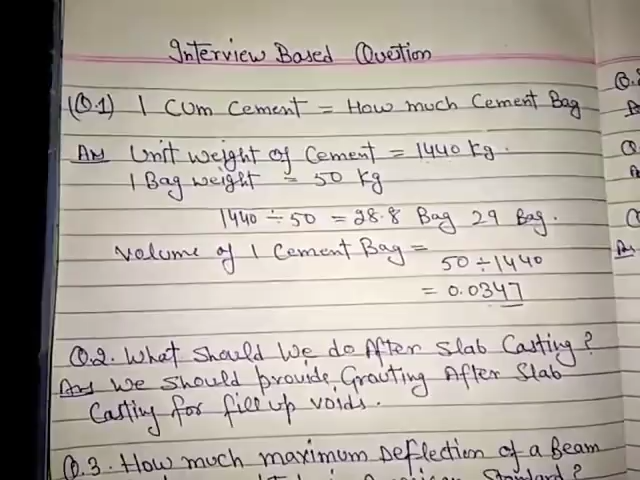 Interview Based Question
(Q.1) 1 Cum Cement = How much Cement Bag
Ans Unit weight of Cement = 1440 kg.
1 Bag weight = 50 kg
1440 ÷ 50 = 28.8 Bag 29 Bag.
Volume of 1 Cement Bag =
50 ÷ 1440
= 0.0347
Q.2. What should We do After Slab Casting?
Ans We should provide Grouting After Slab
Casting for fill up voids.
Q.3. How much maximum Deflection of a Beam
Standard?